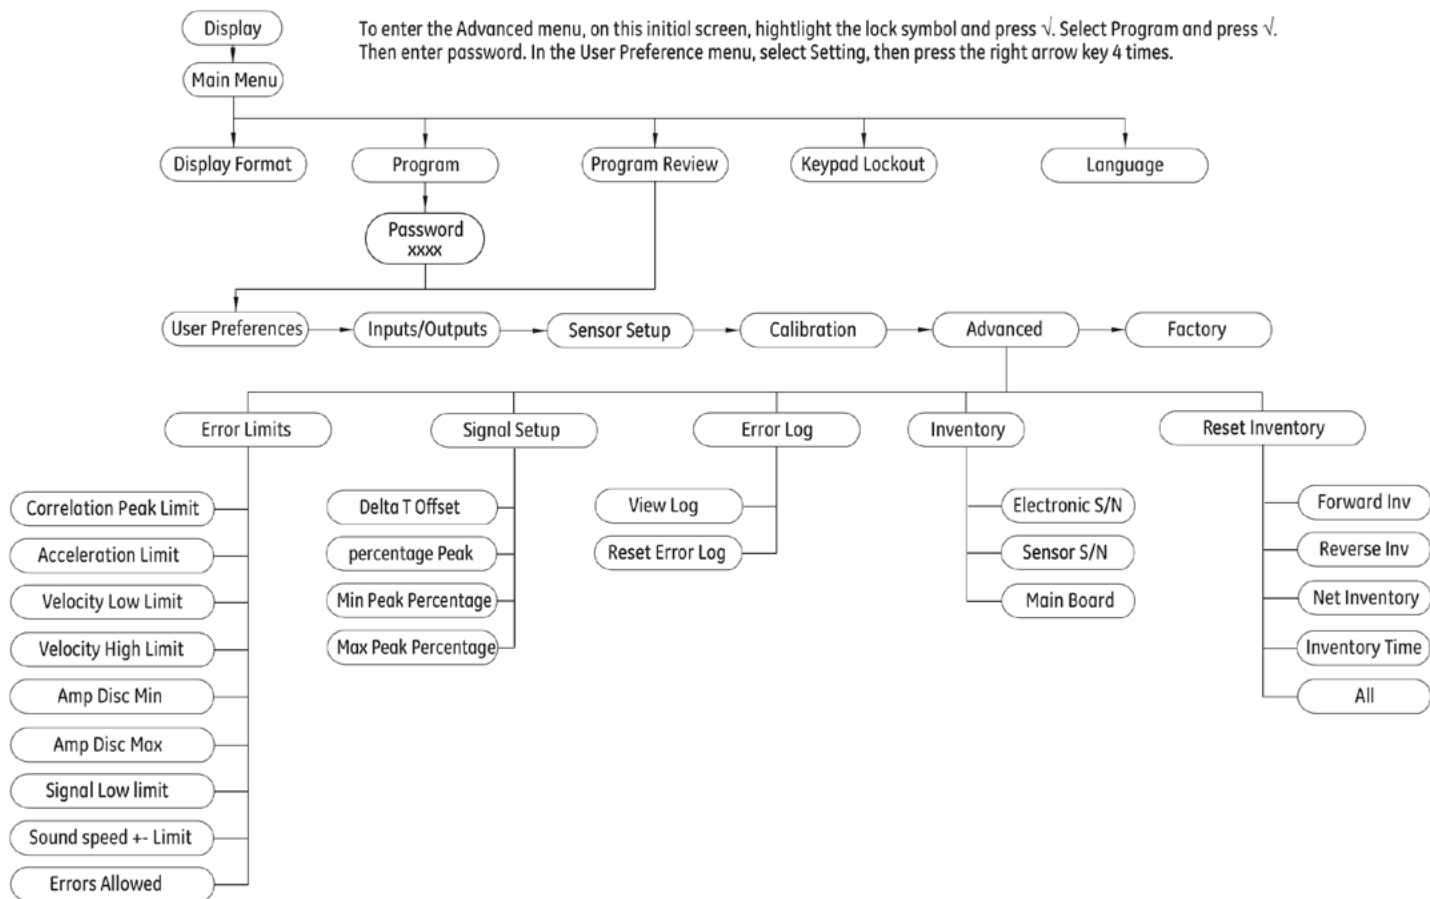 Display
To enter the Advanced menu, on this initial screen, hightlight the lock symbol and press √. Select Program and press √.
Then enter password. In the User Preference menu, select Setting, then press the right arrow key 4 times.
Main Menu
Display Format
Program
Program Review
Keypad Lockout
Language
Password
xxxx
User Preferences
Inputs/Outputs
Sensor Setup
Calibration
Advanced
Factory
Error Limits
Signal Setup
Error Log
Inventory
Reset Inventory
Correlation Peak Limit
Acceleration Limit
Velocity Low Limit
Velocity High Limit
Amp Disc Min
Amp Disc Max
Signal Low limit
Sound speed +- Limit
Errors Allowed
Delta T Offset
percentage Peak
Min Peak Percentage
Max Peak Percentage
View Log
Reset Error Log
Electronic S/N
Sensor S/N
Main Board
Forward Inv
Reverse Inv
Net Inventory
Inventory Time
All